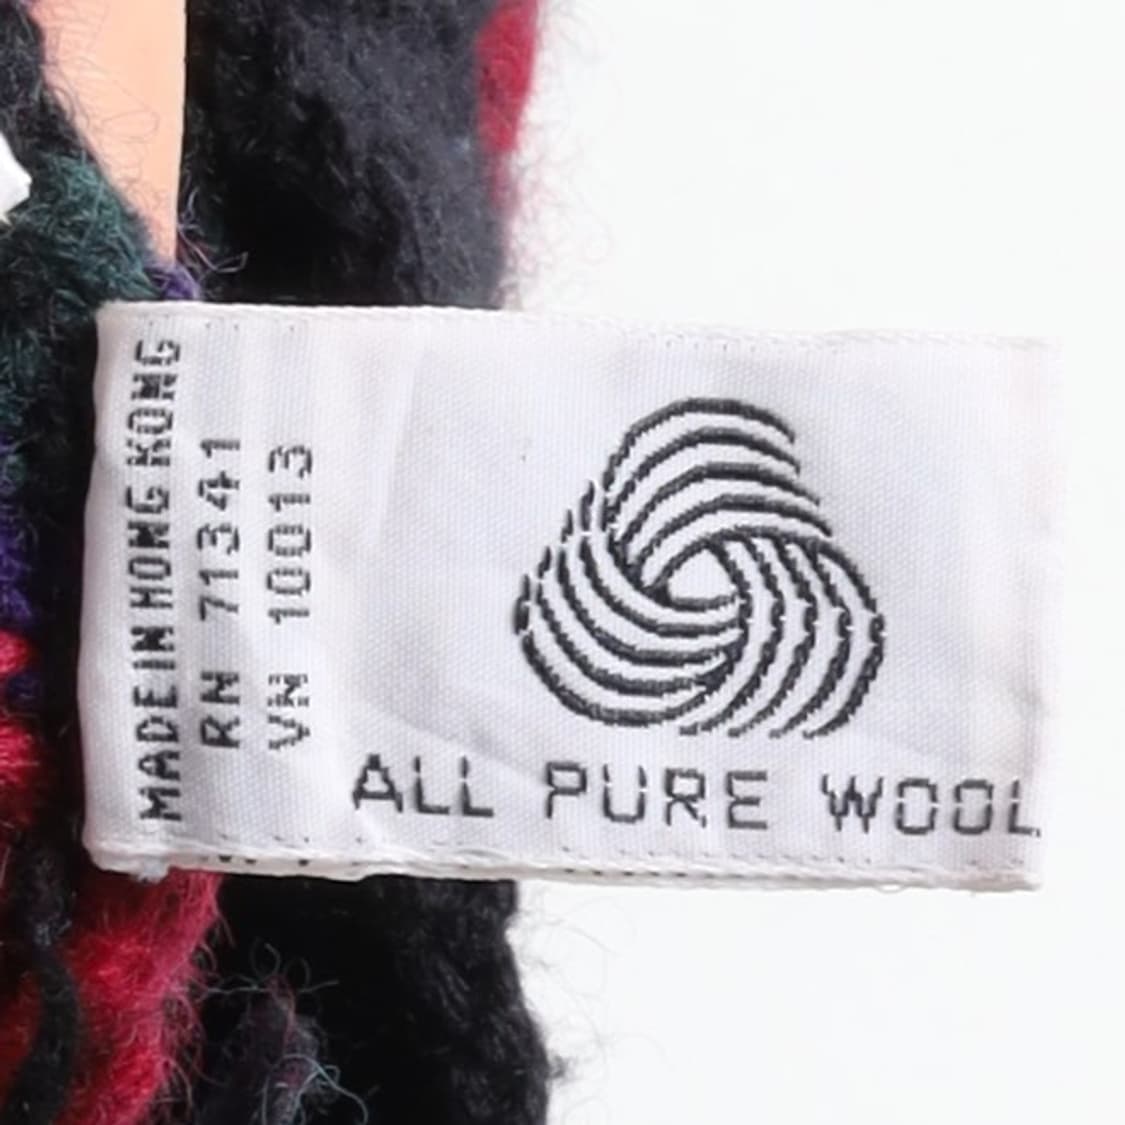 MADE IN HONG KONG
RN 71341
VN 10013
ALL PURE WOOL